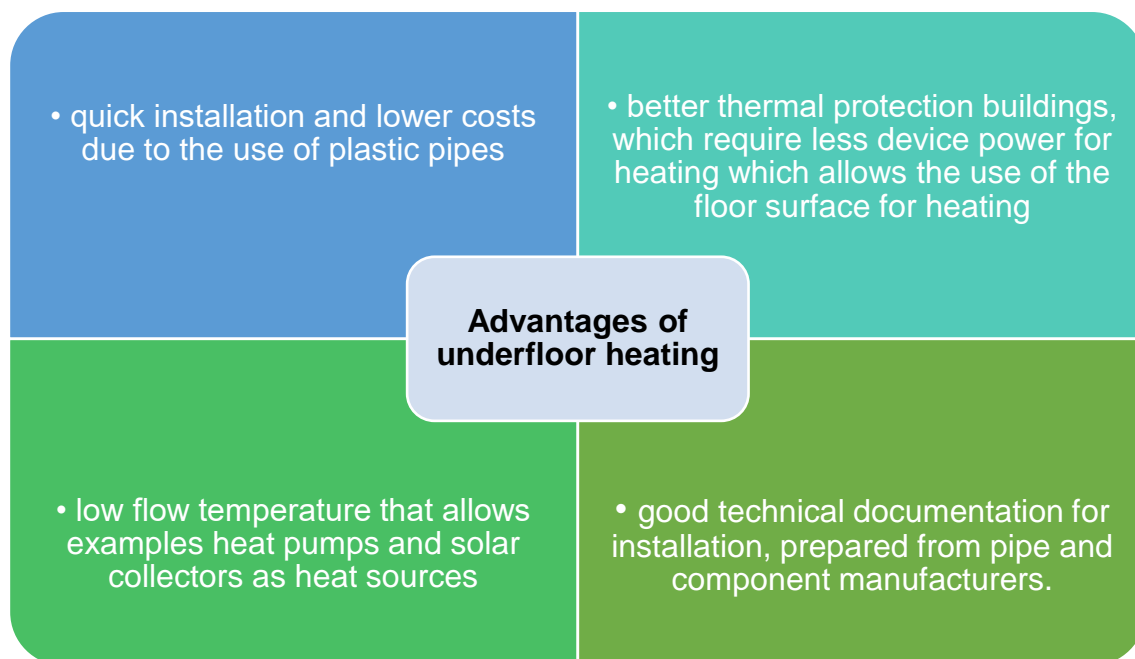 • quick installation and lower costs
due to the use of plastic pipes
• better thermal protection buildings,
which require less device power for
heating which allows the use of the
floor surface for heating
Advantages of
underfloor heating
• low flow temperature that allows
examples heat pumps and solar
collectors as heat sources
• good technical documentation for
installation, prepared from pipe and
component manufacturers.